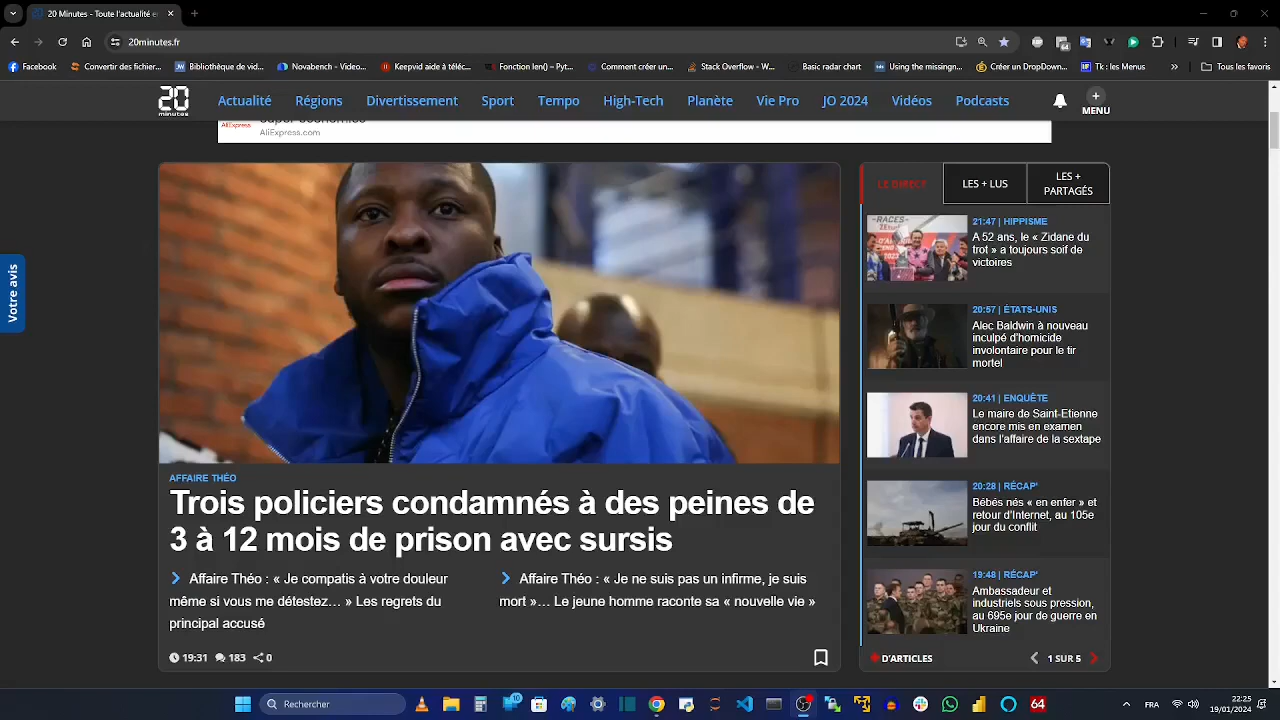 20 Minutes - Toute l'actualité e
20minutes.fr
Facebook
Convertir des fichier...
Bibliothèque de vid...
Novabench - Video...
Keepvid aide à téléc...
Fonction len() – Pyt...
Comment créer un...
Stack Overflow - W...
Basic radar chart
Using the missing...
Créer un DropDown...
Tk : les Menus
Tous les favoris
20
minutes
Actualité
Régions
Divertissement
Sport
Tempo
High-Tech
Planète
Vie Pro
JO 2024
Vidéos
Podcasts
MENU
AliExpress
AliExpress.com
Votre avis
AFFAIRE THÉO
Trois policiers condamnés à des peines de
3 à 12 mois de prison avec sursis
Affaire Théo : « Je compatis à votre douleur
même si vous me détestez… » Les regrets du
principal accusé
Affaire Théo : « Je ne suis pas un infirme, je suis
mort »… Le jeune homme raconte sa « nouvelle vie »
19:31 183 0
LE DIRECT
LES + LUS
LES +
PARTAGÉS
RACES
21:47 | HIPPISME
A 52 ans, le « Zidane du
trot » a toujours soif de
victoires
20:57 | ÉTATS-UNIS
Alec Baldwin à nouveau
inculpé d'homicide
involontaire pour le tir
mortel
20:41 | ENQUÊTE
Le maire de Saint-Etienne
encore mis en examen
dans l'affaire de la sextape
20:28 | RÉCAP'
Bébés nés « en enfer » et
retour d'Internet, au 105e
jour du conflit
19:48 | RÉCAP'
Ambassadeur et
industriels sous pression,
au 695e jour de guerre en
Ukraine
+ D'ARTICLES
1 SUR 5
Rechercher
10
64
FRA
22:25
19/01/2024